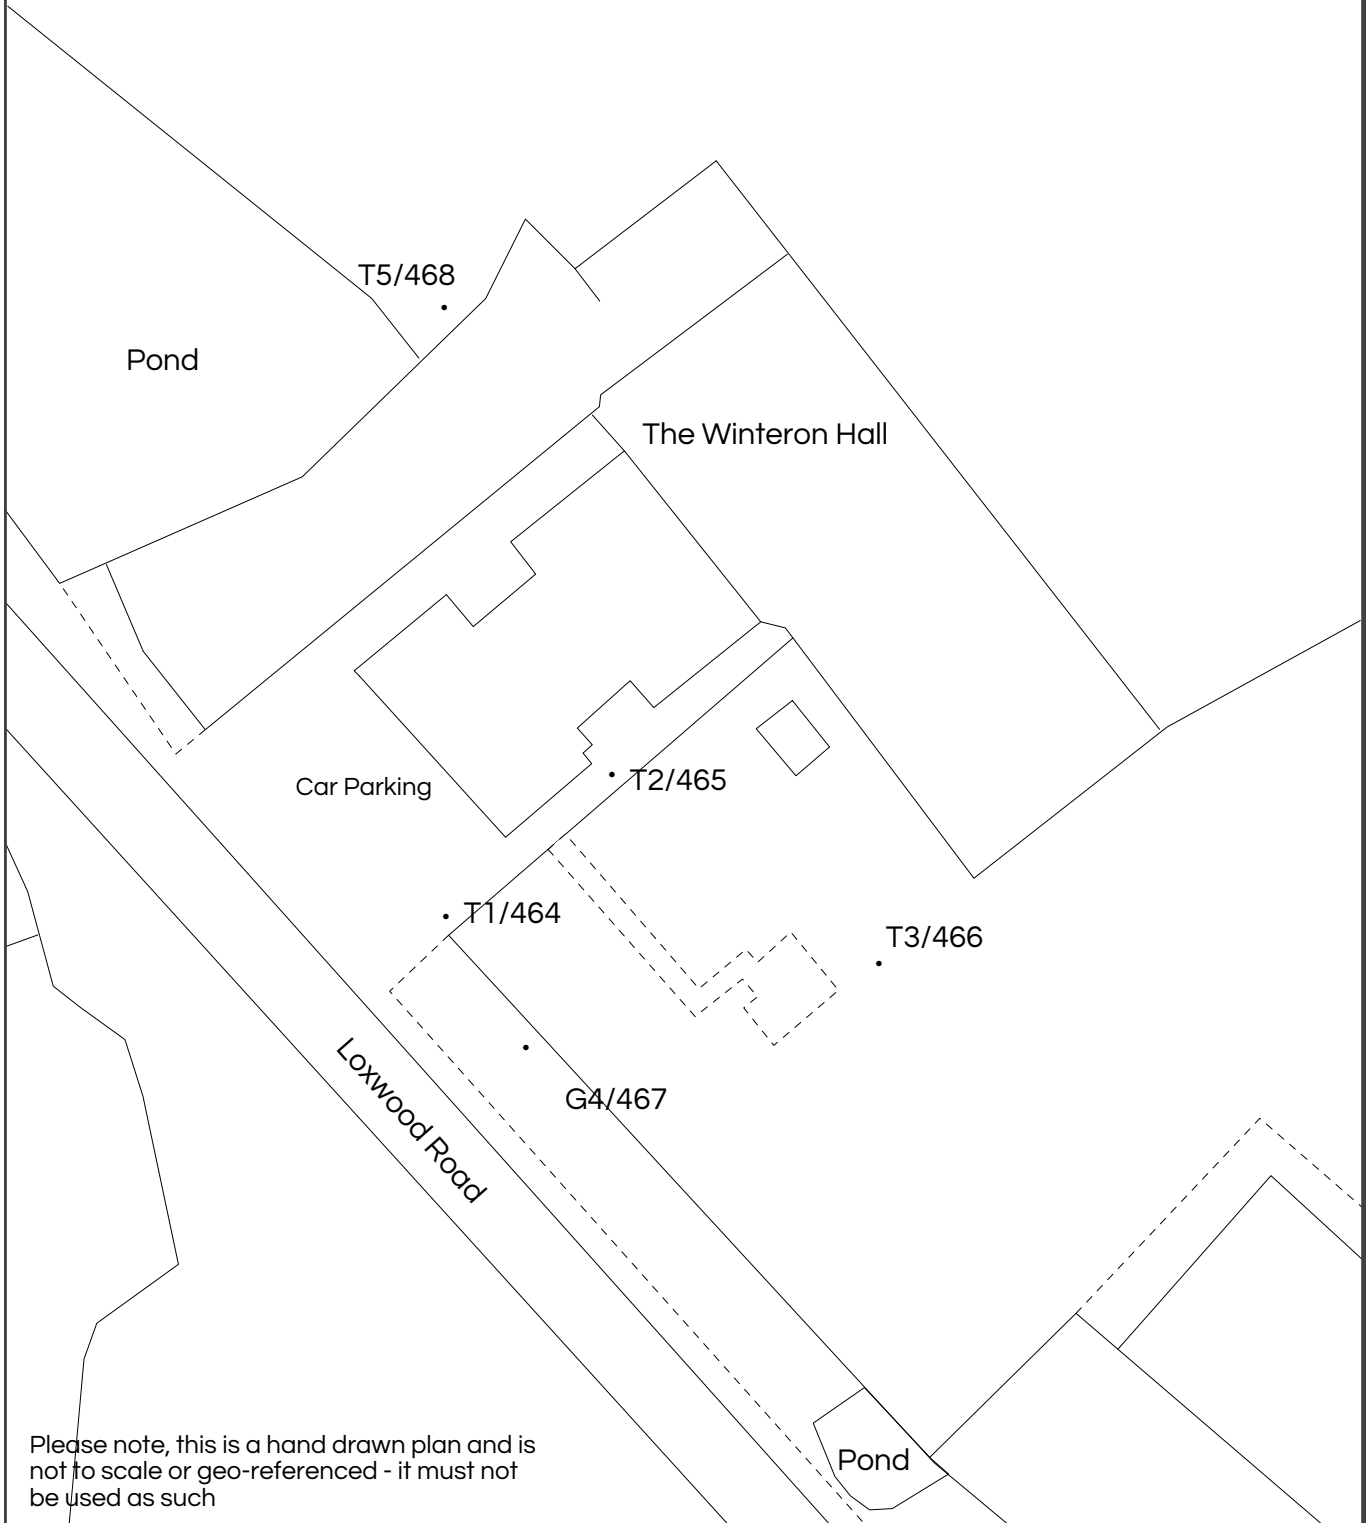 T5/468
Pond
The Winteron Hall
Car Parking
T2/465
T1/464
T3/466
G4/467
Loxwood Road
Pond
Please note, this is a hand drawn plan and is
not to scale or geo-referenced - it must not
be used as such